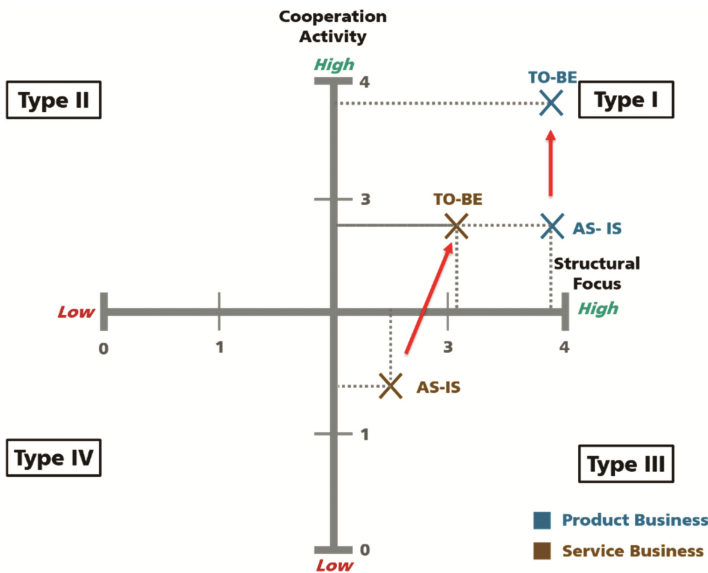 Cooperation
Activity
High
4
TO-BE
Type II
Type I
3
TO-BE
AS- IS
Structural
Focus
Low
High
0
1
3
4
AS-IS
1
Type IV
Type III
Product Business
0
Service Business
Low